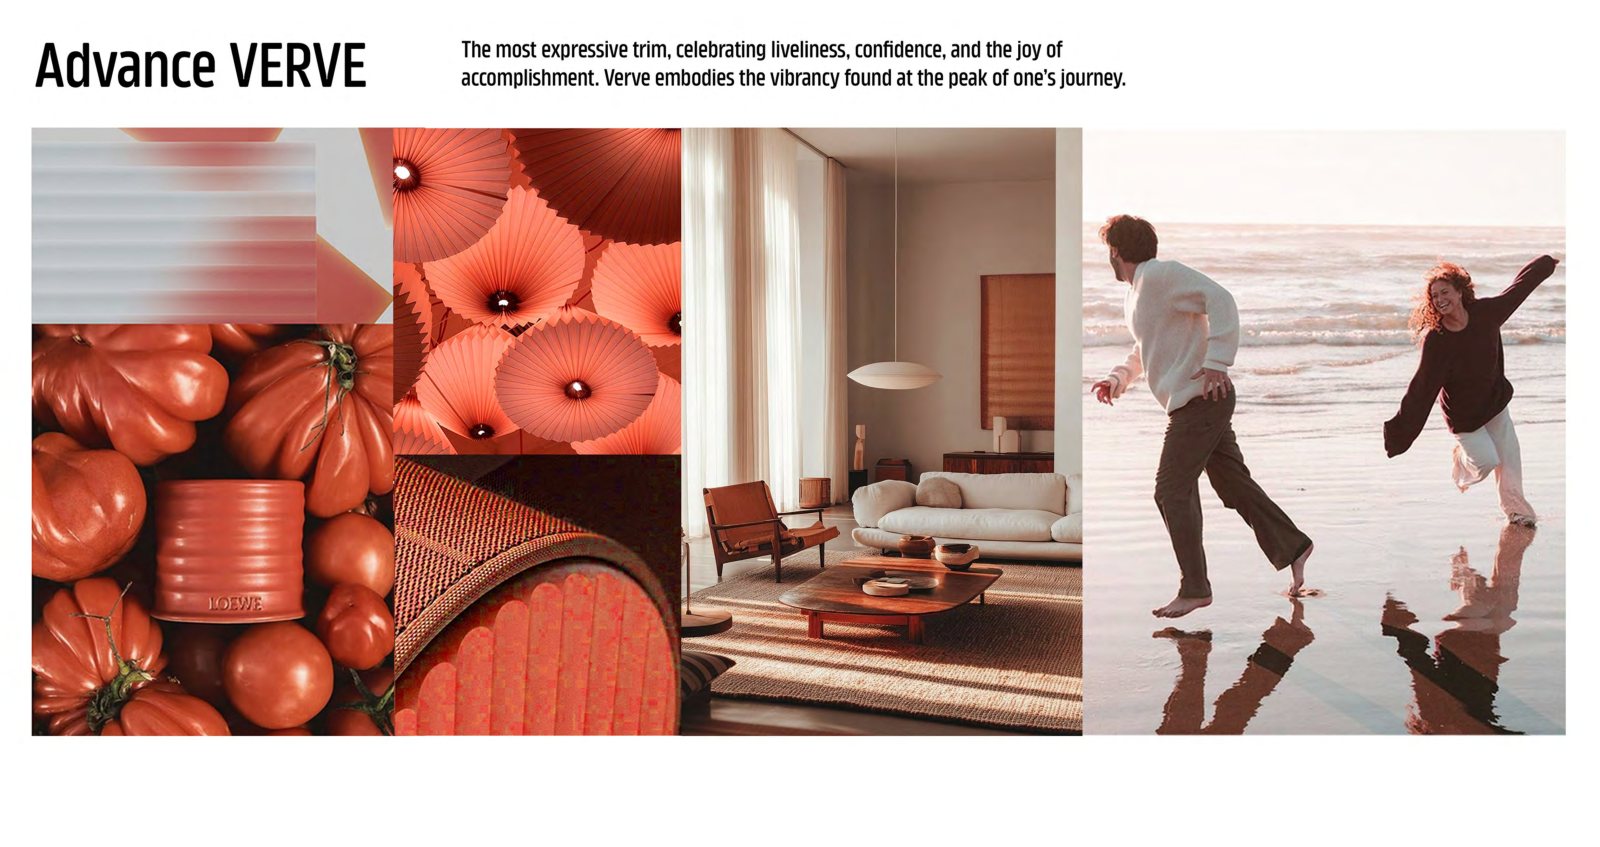 Advance VERVE
The most expressive trim, celebrating liveliness, confidence, and the joy of
accomplishment. Verve embodies the vibrancy found at the peak of one’s journey.
LOEWE